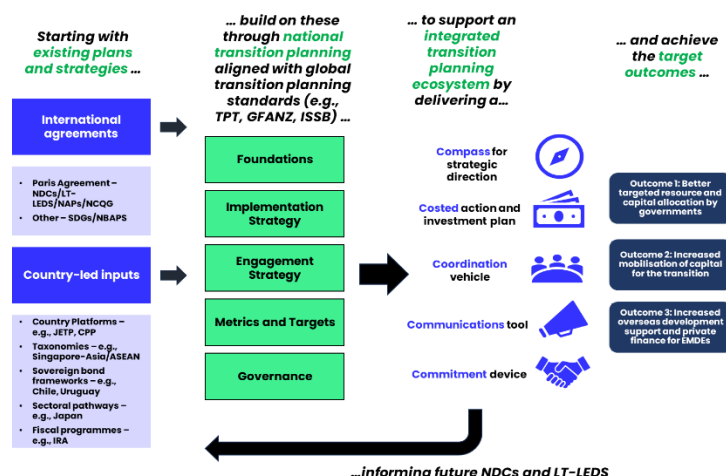 Starting with
existing plans
and strategies ...
... build on these
through national
transition planning
aligned with global
transition planning
standards (e.g.,
TPT, GFANZ, ISSB) ...
... to support an
integrated
transition
planning
ecosystem by
delivering a...
... and achieve
the target
outcomes ...
International
agreements
• Paris Agreement –
NDCs/LT-
LEDS/NAPs/NCQG
• Other – SDGs/NBAPS
Country-led inputs
• Country Platforms –
e.g., JETP, CPP
• Taxonomies – e.g.,
Singapore-Asia/ASEAN
• Sovereign bond
frameworks – e.g.,
Chile, Uruguay
• Sectoral pathways –
e.g., Japan
• Fiscal programmes –
e.g., IRA
Foundations
Implementation
Strategy
Engagement
Strategy
Metrics and Targets
Governance
Compass for
strategic
direction
Costed action and
investment plan
Coordination
vehicle
Communications tool
Commitment device
Outcome 1: Better
targeted resource and
capital allocation by
governments
Outcome 2: Increased
mobilisation of capital
for the transition
Outcome 3: Increased
overseas development
support and private
finance for EMDEs
...informing future NDCs and LT-LEDS